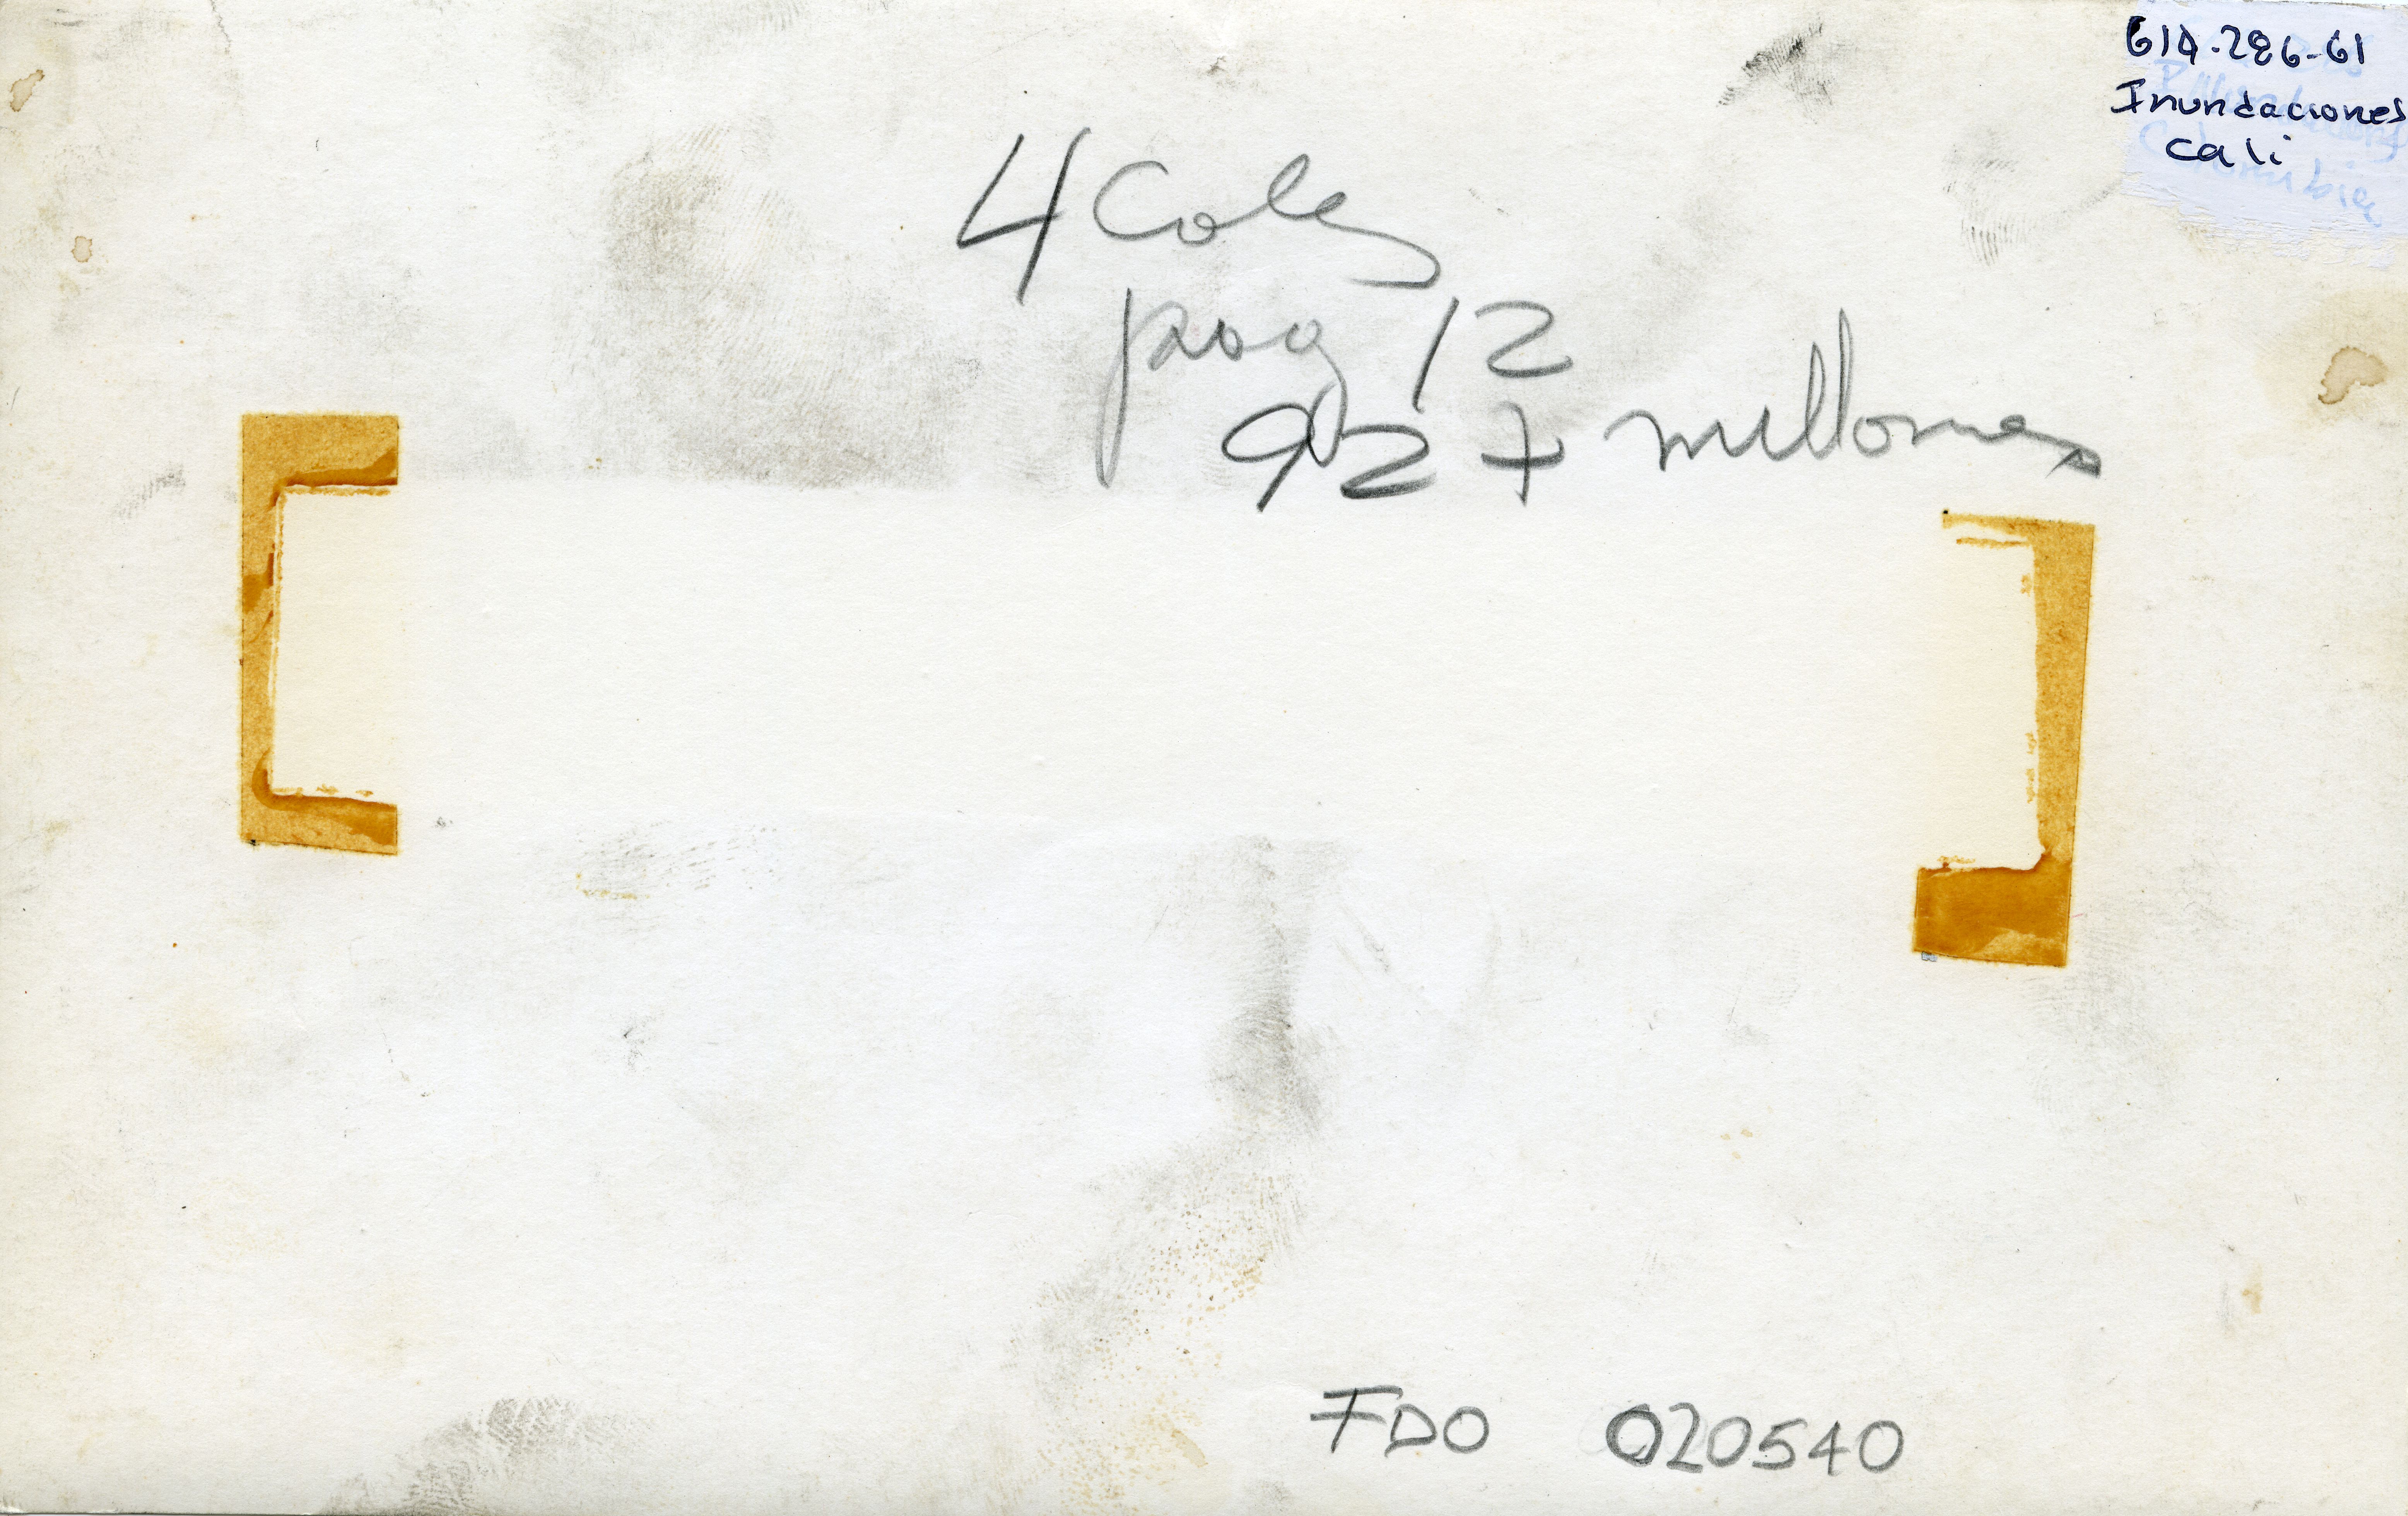 614-286-61
Inundaciones
Cali
4 Cols
pag 12
92 + millones
FDO 020540